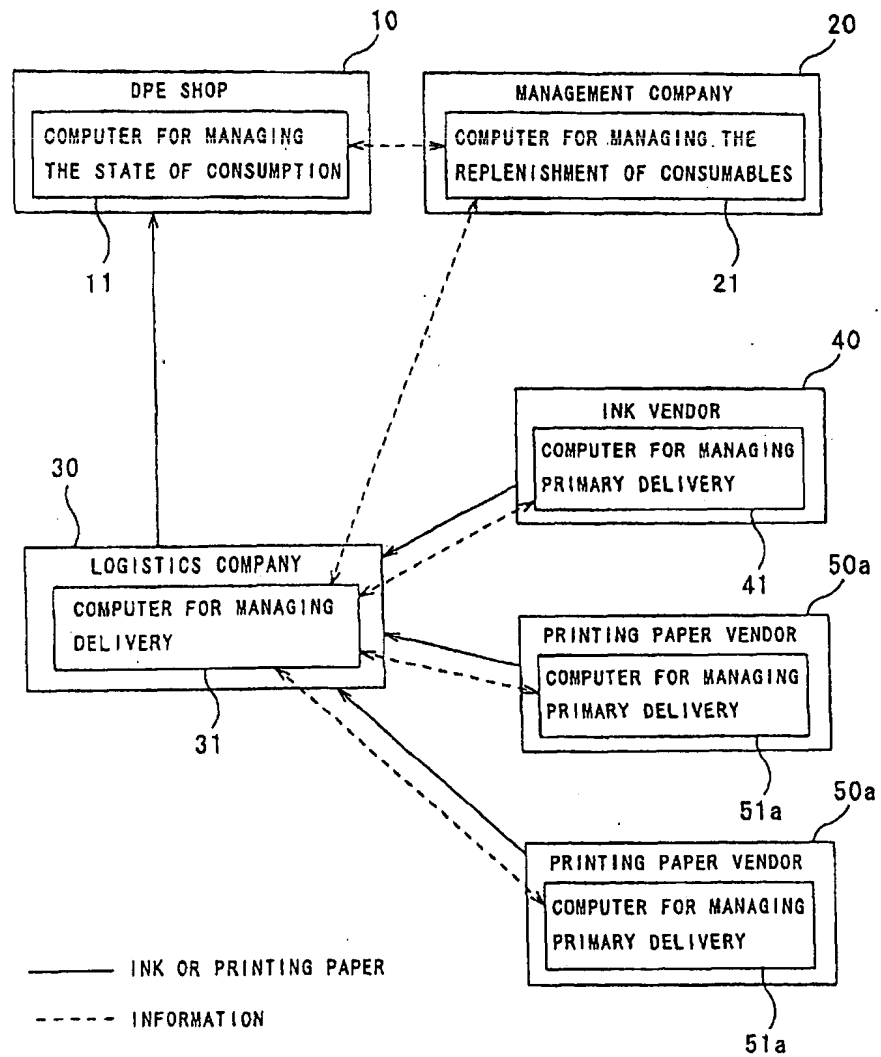 10
20
DPE SHOP
MANAGEMENT COMPANY
COMPUTER FOR MANAGING
THE STATE OF CONSUMPTION
COMPUTER FOR MANAGING THE
REPLENISHMENT OF CONSUMABLES
11
21
40
INK VENDOR
COMPUTER FOR MANAGING
PRIMARY DELIVERY
41
30
LOGISTICS COMPANY
COMPUTER FOR MANAGING
DELIVERY
31
50a
PRINTING PAPER VENDOR
COMPUTER FOR MANAGING
PRIMARY DELIVERY
51a
50a
PRINTING PAPER VENDOR
COMPUTER FOR MANAGING
PRIMARY DELIVERY
51a
INK OR PRINTING PAPER
INFORMATION